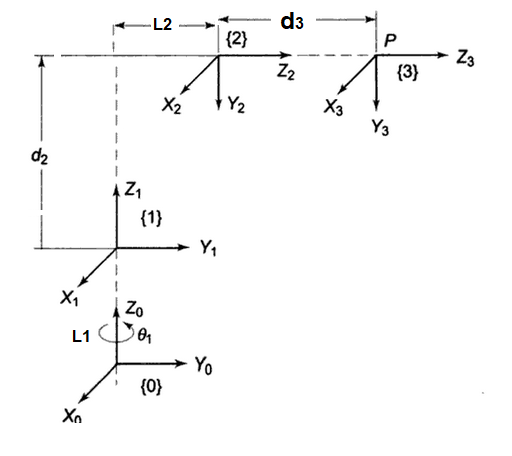 L2 d₃
{2} P
Z₂ Z₃
{3}
X₂ Y₂ X₃ Y₃
d₂
Z₁
{1}
Y₁
X₁
Z₀
L1 θ₁
Y₀
{0}
X₀